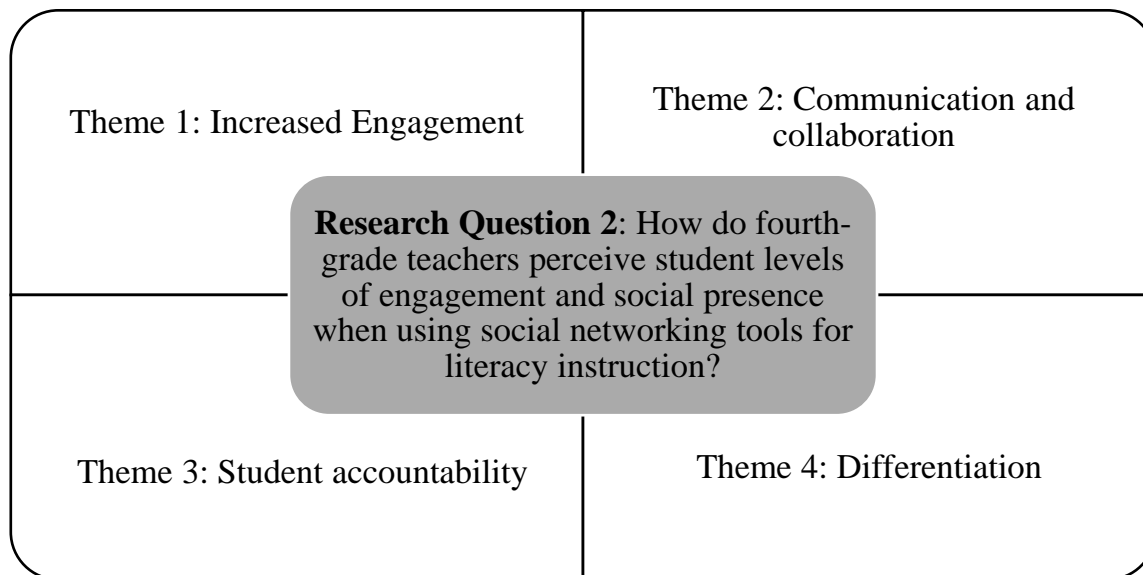 Theme 1: Increased Engagement
Theme 2: Communication and
collaboration
Research Question 2: How do fourth-
grade teachers perceive student levels
of engagement and social presence
when using social networking tools for
literacy instruction?
Theme 3: Student accountability
Theme 4: Differentiation